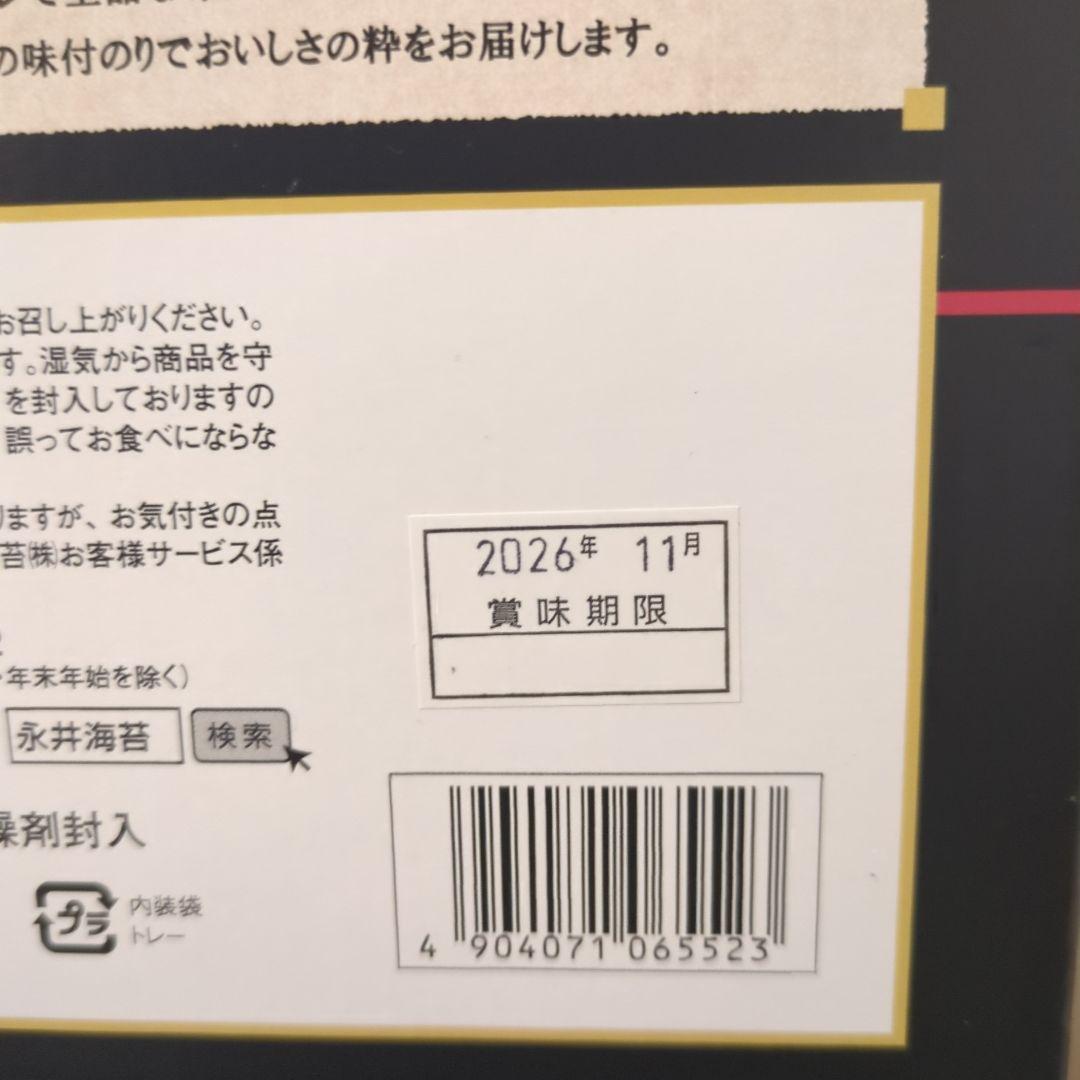 の味付のりでおいしさの粋をお届けします。
お召し上がりください。
す。湿気から商品を守
を封入しておりますの
誤ってお食べにならな
りますが、お気付きの点
苔㈱お客様サービス係
年末年始を除く）
永井海苔 検索
燥剤封入
プラ 内装袋
トレー
2026年 11月
賞味期限
4 904071 065523